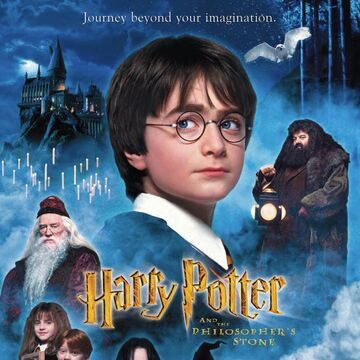 Journey beyond your imagination.
Harry Potter
AND THE
PHILOSOPHER'S
STONE